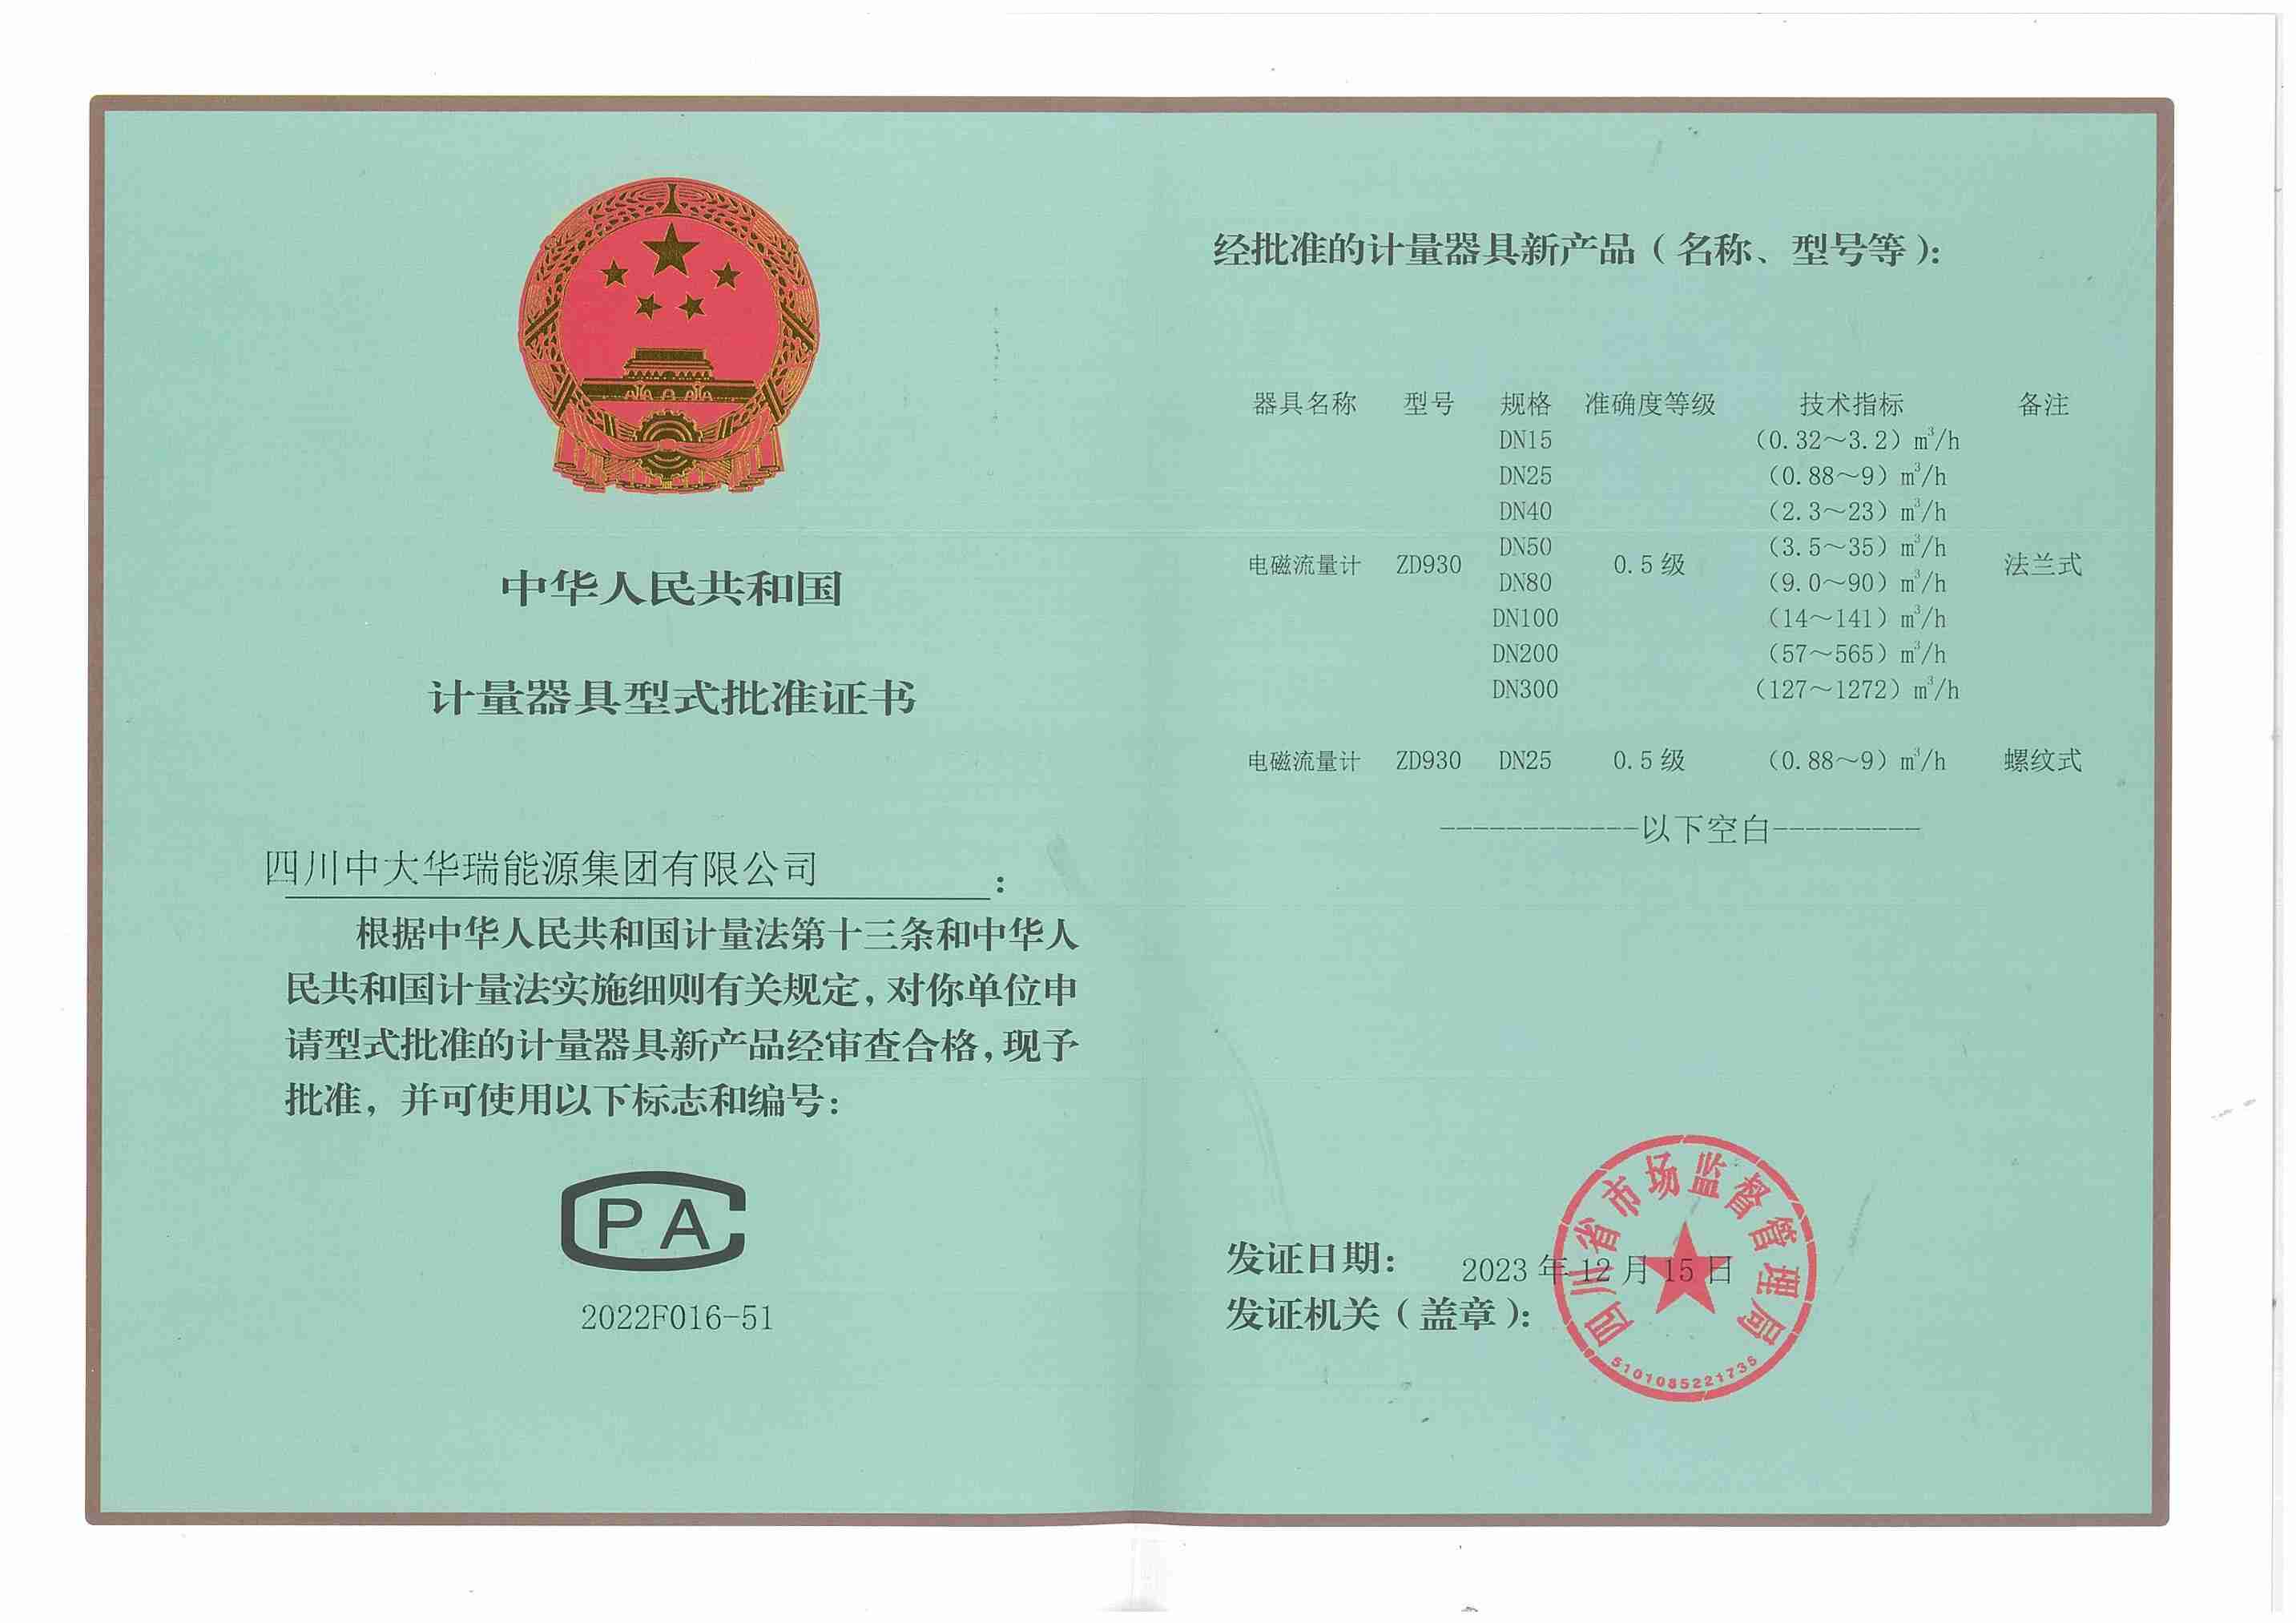 中华人民共和国
计量器具型式批准证书
四川中大华瑞能源集团有限公司：
根据中华人民共和国计量法第十三条和中华人
民共和国计量法实施细则有关规定，对你单位申
请型式批准的计量器具新产品经审查合格，现予
批准，并可使用以下标志和编号：
CPA
2022F016-51
经批准的计量器具新产品（名称、型号等）：
器具名称 型号 规格 准确度等级 技术指标 备注
DN15 （0.32～3.2）m³/h
DN25 （0.88～9）m³/h
DN40 （2.3～23）m³/h
DN50 （3.5～35）m³/h
电磁流量计 ZD930 0.5级 法兰式
DN80 （9.0～90）m³/h
DN100 （14～141）m³/h
DN200 （57～565）m³/h
DN300 （127～1272）m³/h
电磁流量计 ZD930 DN25 0.5级 （0.88～9）m³/h 螺纹式
------------以下空白---------
发证日期： 2023年12月15日
发证机关（盖章）：
四川省市场监督管理局
5101085221735